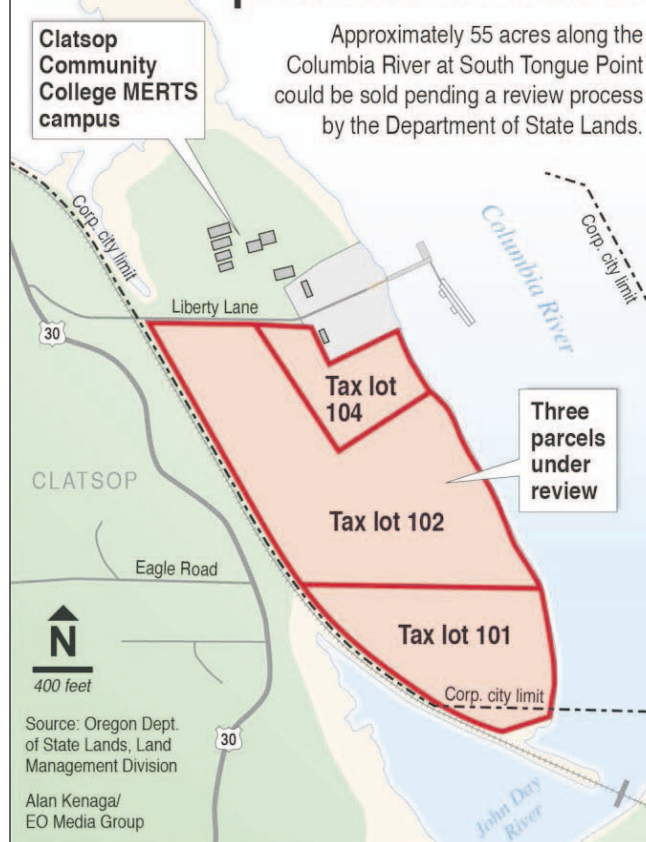 Approximately 55 acres along the
Columbia River at South Tongue Point
could be sold pending a review process
by the Department of State Lands.
Clatsop
Community
College MERTS
campus
Corp. city limit
Columbia River
Corp. city limit
Liberty Lane
30
Tax lot
104
Three
parcels
under
review
CLATSOP
Tax lot 102
Eagle Road
Tax lot 101
N
400 feet
Corp. city limit
Source: Oregon Dept.
of State Lands, Land
Management Division
30
Alan Kenaga/
EO Media Group
John Day
River